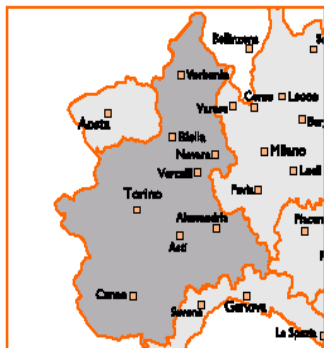 Bellinzona
Verbania
Varese
Como
Lecco
Aosta
Biella
Novara
Milano
Vercelli
Lodi
Pavia
Torino
Alessandria
Asti
Cuneo
Savona
Genova
La Spezia